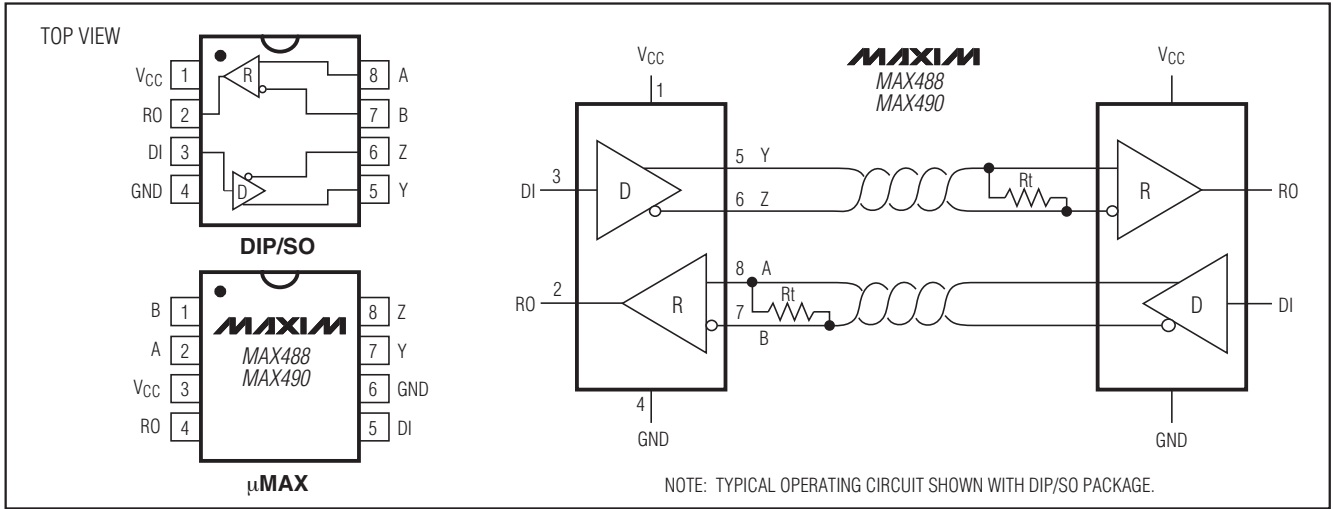 TOP VIEW
VCC 1
RO 2
DI 3
GND 4
8 A
7 B
6 Z
5 Y
R
D
DIP/SO
B 1
A 2
VCC 3
RO 4
8 Z
7 Y
6 GND
5 DI
MAXIM
MAX488
MAX490
μMAX
MAXIM
MAX488
MAX490
VCC
1
VCC
DI 3
D
5 Y
6 Z
Rt
R
RO
RO 2
R
8 A
7
B
Rt
D
DI
4
GND
GND
NOTE: TYPICAL OPERATING CIRCUIT SHOWN WITH DIP/SO PACKAGE.